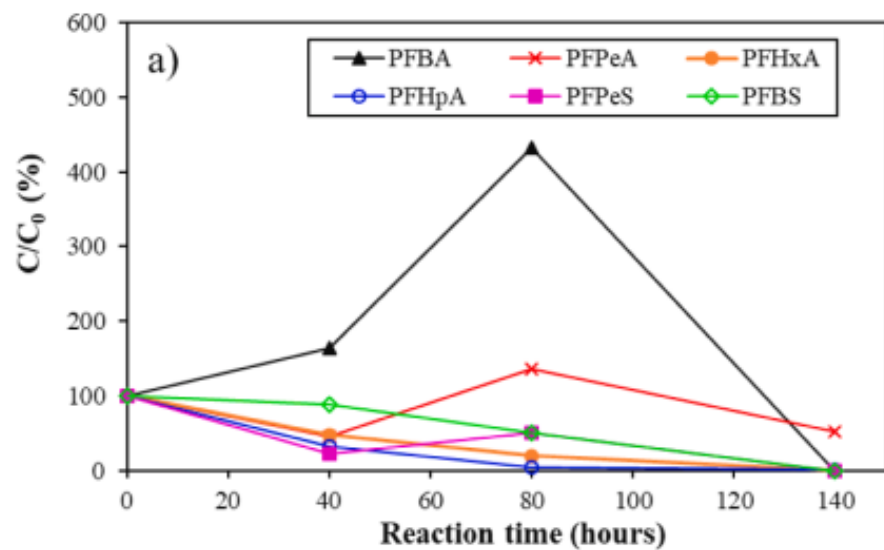 a)
PFBA PFPeA PFHxA
PFHpA PFPeS PFBS
600
500
400
300
200
100
0
C/C₀ (%)
0 20 40 60 80 100 120 140
Reaction time (hours)